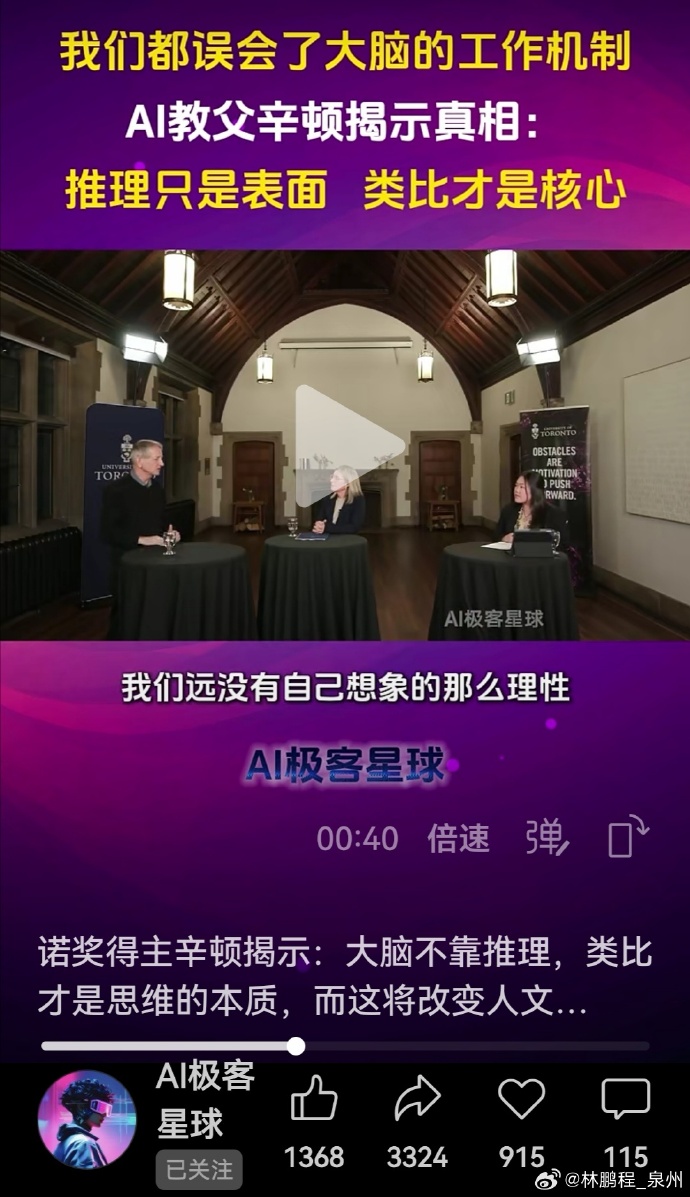 我们都误会了大脑的工作机制
AI教父辛顿揭示真相：
推理只是表面 类比才是核心
UNIVERSITY OF
TORONTO
OBSTACLES
ARE
MOTIVATION
TO PUSH
FORWARD.
AI极客星球
我们远没有自己想象的那么理性
AI极客星球
00:40 倍速 弹
诺奖得主辛顿揭示：大脑不靠推理，类比
才是思维的本质，而这将改变人文...
AI极客
星球
已关注
1368 3324 915 115
@林鹏程_泉州